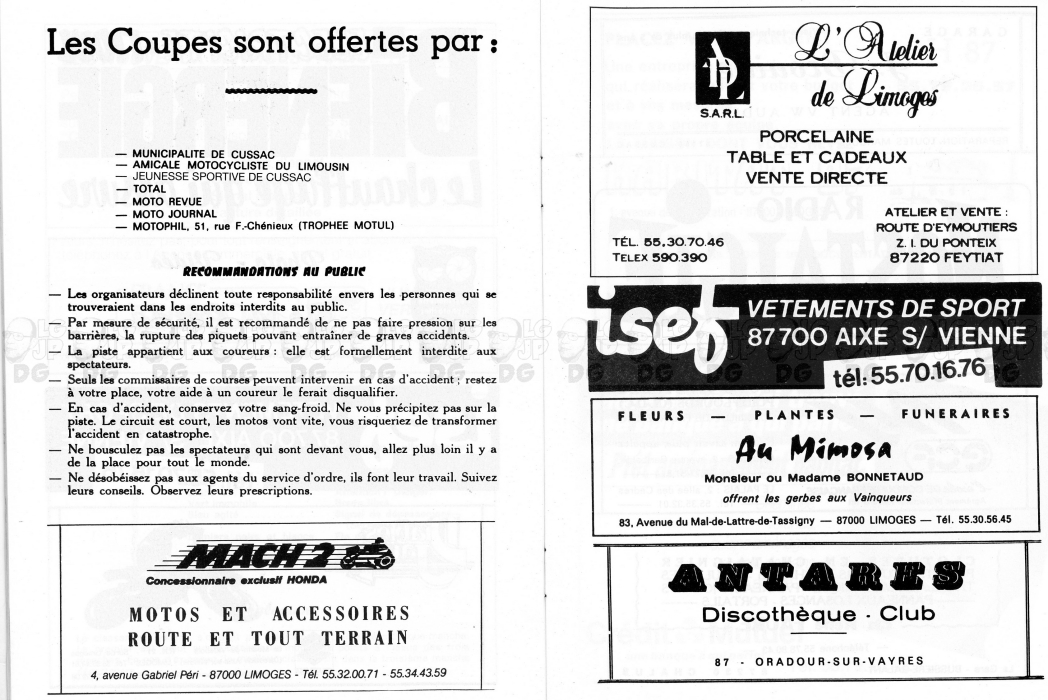 Les Coupes sont offertes par :
— MUNICIPALITE DE CUSSAC
— AMICALE MOTOCYCLISTE DU LIMOUSIN
— JEUNESSE SPORTIVE DE CUSSAC
— TOTAL
— MOTO REVUE
— MOTO JOURNAL
— MOTOPHIL, 51, rue F.-Chénieux (TROPHEE MOTUL)
RECOMMANDATIONS AU PUBLIC
— Les organisateurs déclinent toute responsabilité envers les personnes qui se
trouveraient dans les endroits interdits au public.
— Par mesure de sécurité, il est recommandé de ne pas faire pression sur les
barrières, la rupture des piquets pouvant entraîner de graves accidents.
— La piste appartient aux coureurs : elle est formellement interdite aux
spectateurs.
— Seuls les commissaires de courses peuvent intervenir en cas d'accident ; restez
à votre place, votre aide à un coureur le ferait disqualifier.
— En cas d'accident, conservez votre sang-froid. Ne vous précipitez pas sur la
piste. Le circuit est court, les motos vont vite, vous risqueriez de transformer
l'accident en catastrophe.
— Ne bousculez pas les spectateurs qui sont devant vous, allez plus loin il y a
de la place pour tout le monde.
— Ne désobéissez pas aux agents du service d'ordre, ils font leur travail. Suivez
leurs conseils. Observez leurs prescriptions.
MACH 2
Concessionnaire exclusif HONDA
MOTOS ET ACCESSOIRES
ROUTE ET TOUT TERRAIN
4, avenue Gabriel Péri - 87000 LIMOGES - Tél. 55.32.00.71 - 55.34.43.59
S.A.R.L.
L'Atelier
de Limoges
PORCELAINE
TABLE ET CADEAUX
VENTE DIRECTE
TÉL. 55.30.70.46
TELEX 590.390
ATELIER ET VENTE :
ROUTE D'EYMOUTIERS
Z. I. DU PONTEIX
87220 FEYTIAT
isef
VETEMENTS DE SPORT
87700 AIXE S/ VIENNE
tél: 55.70.16.76
FLEURS — PLANTES — FUNERAIRES
Au Mimosa
Monsieur ou Madame BONNETAUD
offrent les gerbes aux Vainqueurs
83, Avenue du Mal-de-Lattre-de-Tassigny — 87000 LIMOGES — Tél. 55.30.56.45
ANTARES
Discothèque - Club
87 - ORADOUR-SUR-VAYRES